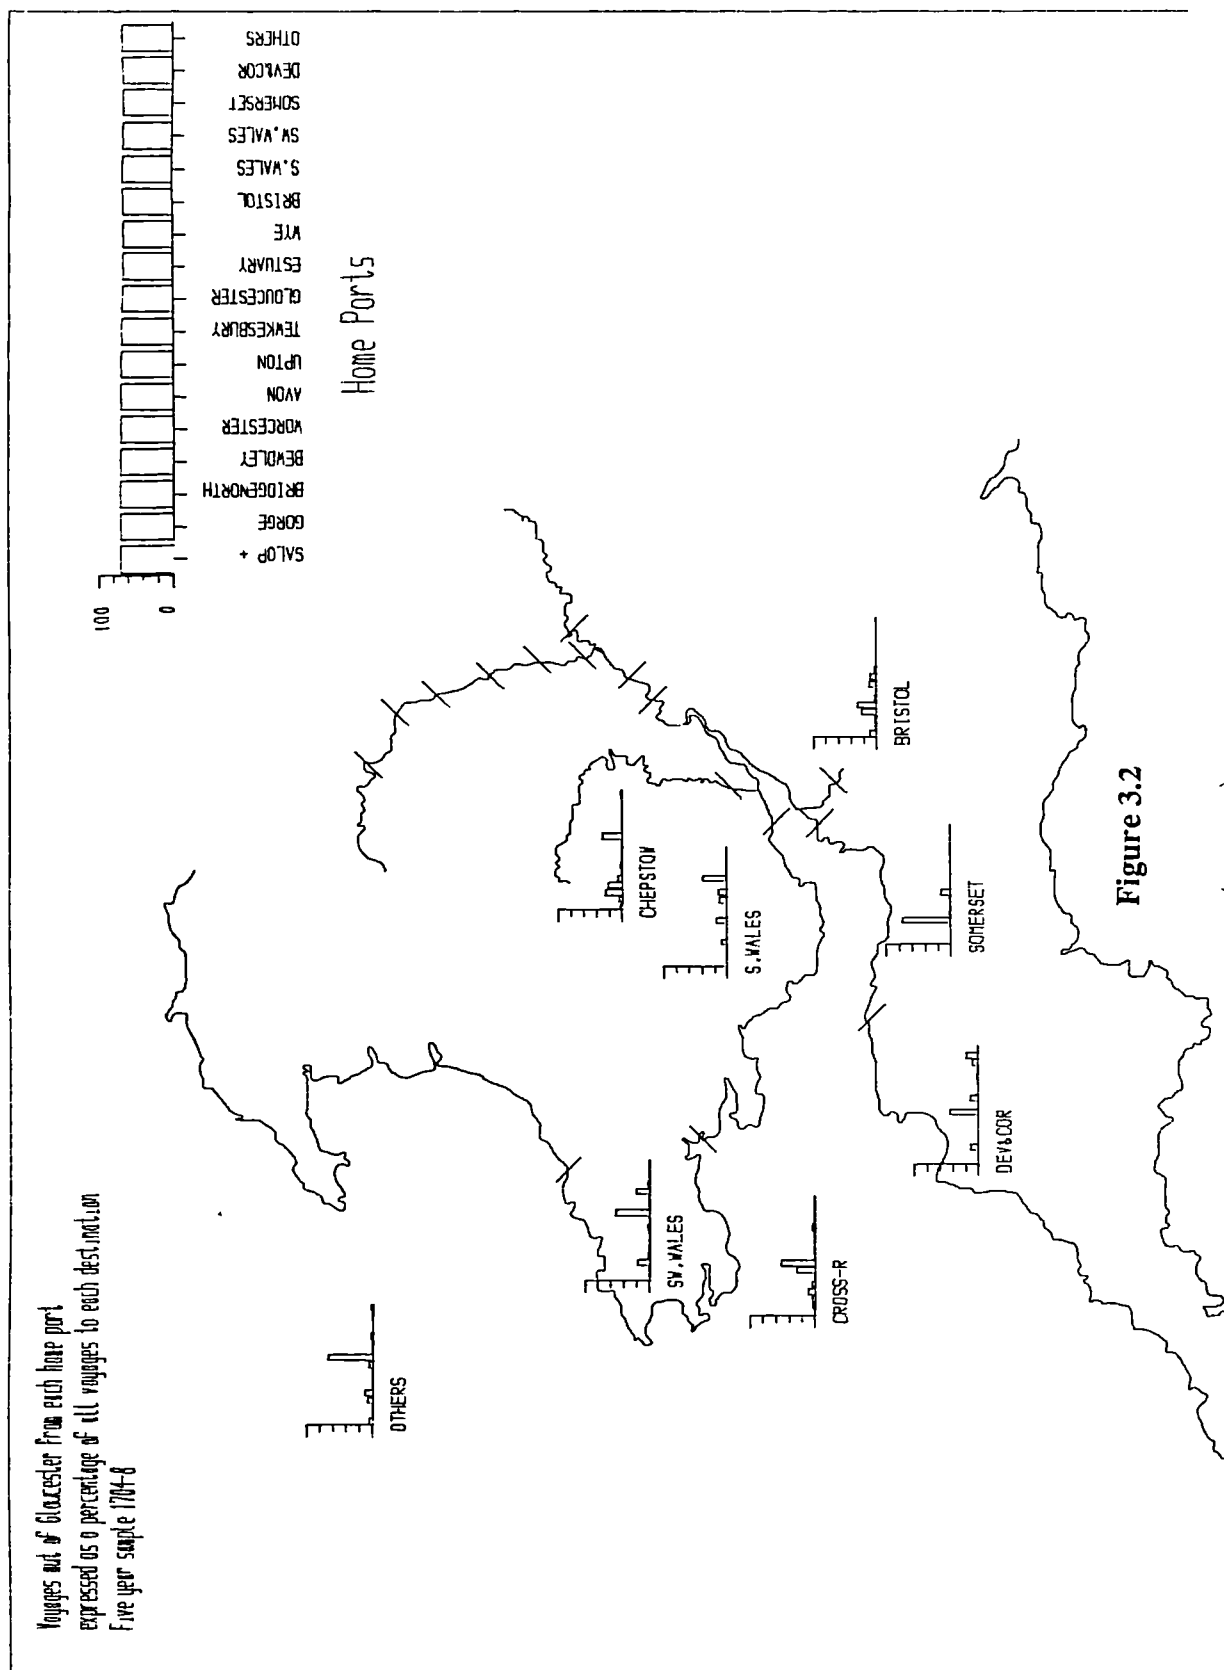 Voyages out of Gloucester from each home port
expressed as a percentage of all voyages to each destination
Five year sample 1704-8
100
0
SALOP +
GORGE
BRIDGENORTH
BEWDLEY
WORCESTER
AVON
UPTON
TEWKESBURY
GLOUCESTER
ESTUARY
WYE
BRISTOL
S.WALES
SW.WALES
SOMERSET
DEV&COR
OTHERS
Home Ports
OTHERS
SW.WALES
CROSS-R
CHEPSTOW
S.WALES
BRISTOL
SOMERSET
DEV&COR
Figure 3.2